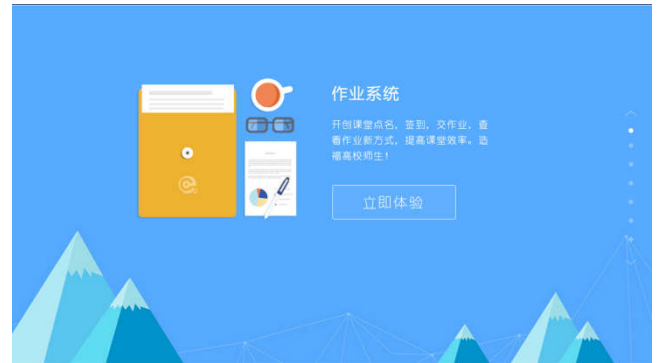 作业系统
开创课堂点名，签到，交作业，查
看作业新方式，提高课堂效率。造
福高校师生！
立即体验